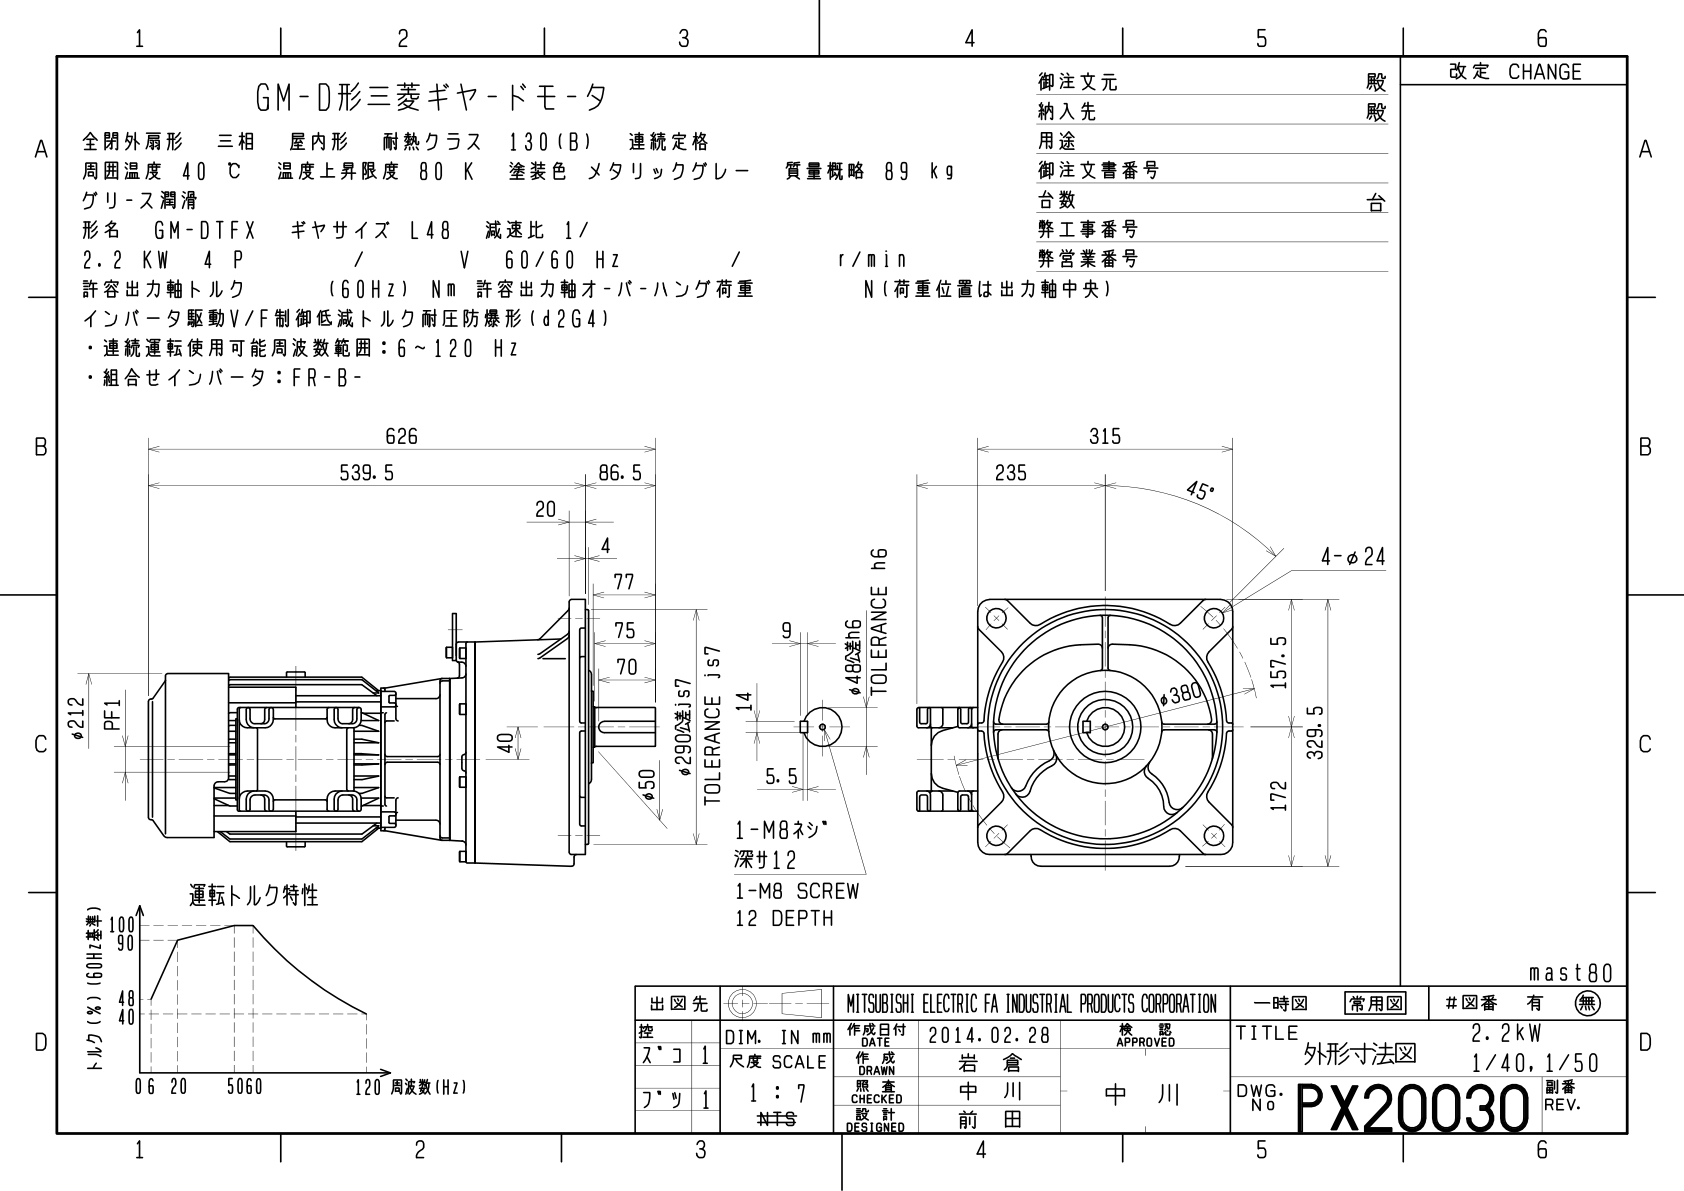 1 2 3 4 5 6
改定 CHANGE
GM-D形三菱ギヤ-ドモ-タ
全閉外扇形 三相 屋内形 耐熱クラス 130(B) 連続定格
周囲温度 40 ℃ 温度上昇限度 80 K 塗装色 メタリックグレー 質量概略 89 kg
グリ-ス潤滑
形名 GM-DTFX ギヤサイズ L48 減速比 1/
2.2 KW 4 P / V 60/60 Hz / r/min
許容出力軸トルク (60Hz) Nm 許容出力軸オ-バ-ハング荷重 N(荷重位置は出力軸中央)
インバ-タ駆動V/F制御低減トルク耐圧防爆形(d2G4)
・連続運転使用可能周波数範囲:6~120 Hz
・組合せインバ-タ:FR-B-
御注文元 殿
納入先 殿
用途
御注文書番号
台数 台
弊工事番号
弊営業番号
A A
B B
C C
D D
626
539.5 86.5
20
4
77
75
70
φ212
PF1
40
φ50
φ290公差js7
TOLERANCE js7
9
14
5.5
φ48公差h6
TOLERANCE h6
1-M8ネジ
深サ12
1-M8 SCREW
12 DEPTH
315
235
45°
4-φ24
φ380
157.5
329.5
172
運転トルク特性
トルク(%)(60Hz基準)
100
90
48
40
0 6 20 50 60 120 周波数(Hz)
mast80
出図先
控
ズコ 1
ブツ 1
DIM. IN mm
尺度 SCALE
1 : 7
NTS
MITSUBISHI ELECTRIC FA INDUSTRIAL PRODUCTS CORPORATION
作成日付 DATE 2014.02.28
作成 DRAWN 岩倉
照査 CHECKED 中川
設計 DESIGNED 前田
検認 APPROVED
中川
一時図 常用図 #図番 有 無
TITLE 2.2kW
外形寸法図 1/40,1/50
DWG. No PX20030 副番 REV.
1 2 3 4 5 6